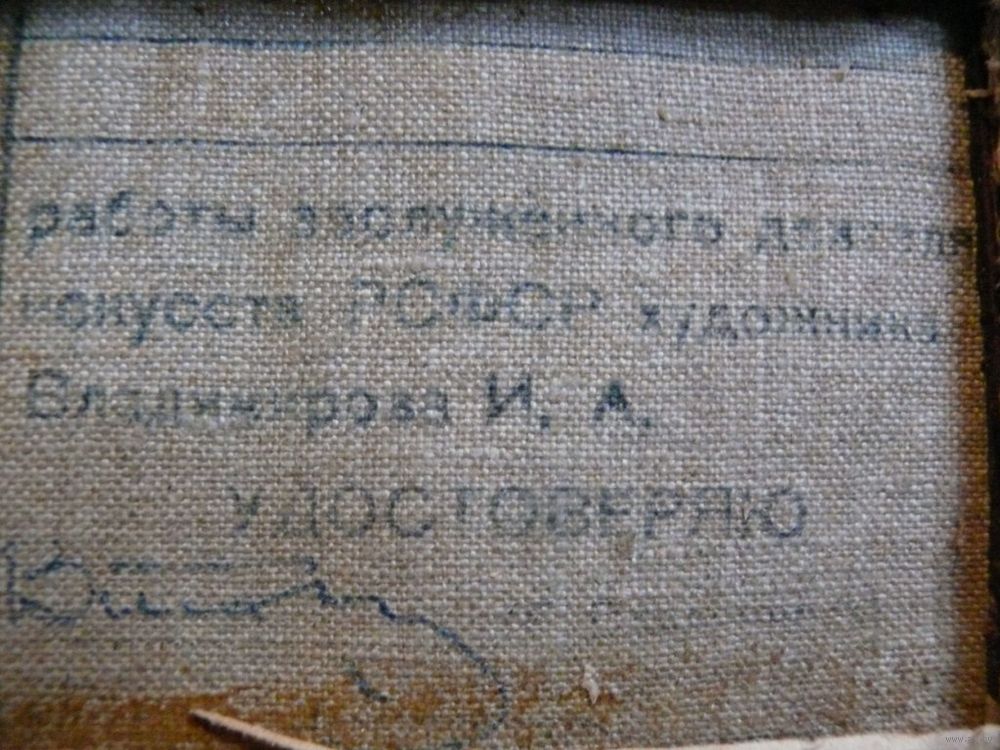 работы заслуженного деятеля
искусств РСФСР художника
Владимирова И. А.
УДОСТОВЕРЯЮ